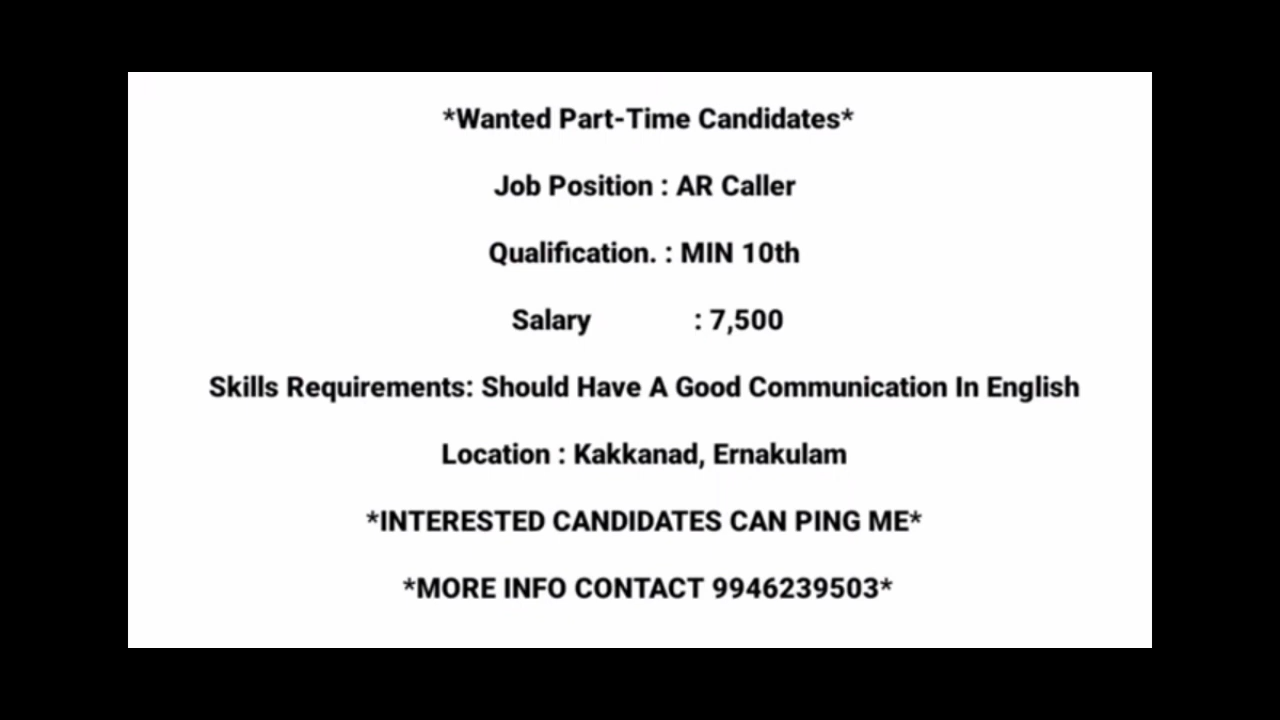 *Wanted Part-Time Candidates*
Job Position : AR Caller
Qualification. : MIN 10th
Salary : 7,500
Skills Requirements: Should Have A Good Communication In English
Location : Kakkanad, Ernakulam
*INTERESTED CANDIDATES CAN PING ME*
*MORE INFO CONTACT 9946239503*